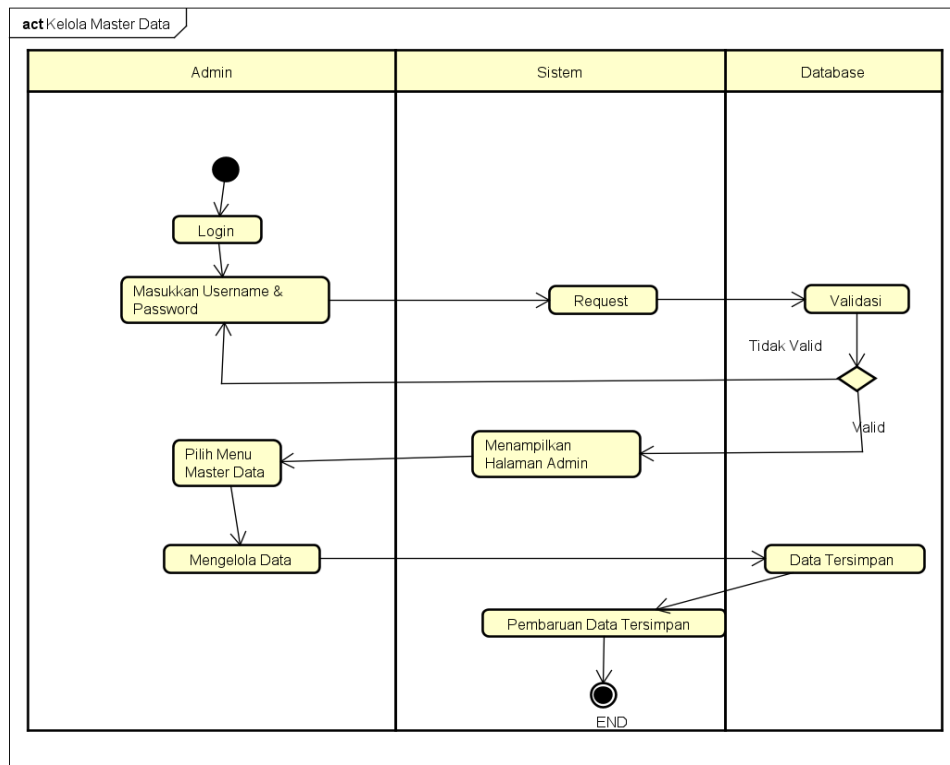 act Kelola Master Data
Admin
Sistem
Database
Login
Masukkan Username &
Password
Request
Validasi
Tidak Valid
Valid
Menampilkan
Halaman Admin
Pilih Menu
Master Data
Mengelola Data
Data Tersimpan
Pembaruan Data Tersimpan
END